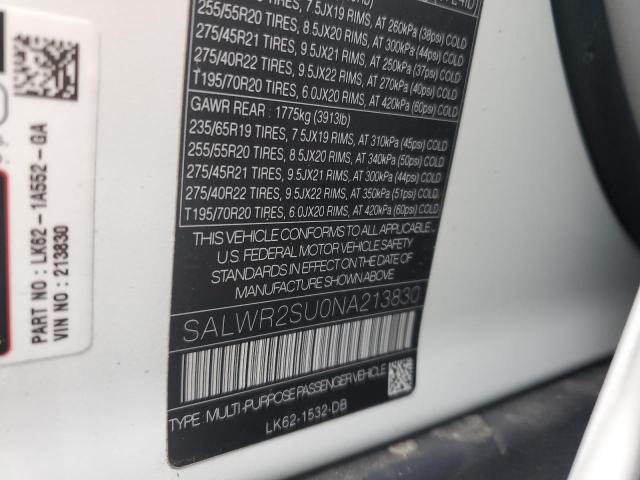 PART NO : LK62-1A552-GA
VIN NO : 213830
7.5JX19 RIMS, AT 260kPa (38psi) COLD
255/55R20 TIRES, 8.5JX20 RIMS, AT 300kPa (44psi) COLD
275/45R21 TIRES, 9.5JX21 RIMS, AT 250kPa (37psi) COLD
275/40R22 TIRES, 9.5JX22 RIMS, AT 270kPa (40psi) COLD
T195/70R20 TIRES, 6.0JX20 RIMS, AT 420kPa (60psi) COLD
GAWR REAR : 1775kg (3913lb)
235/65R19 TIRES, 7.5JX19 RIMS, AT 310kPa (45psi) COLD
255/55R20 TIRES, 8.5JX20 RIMS, AT 340kPa (50psi) COLD
275/45R21 TIRES, 9.5JX21 RIMS, AT 300kPa (44psi) COLD
275/40R22 TIRES, 9.5JX22 RIMS, AT 350kPa (51psi) COLD
T195/70R20 TIRES, 6.0JX20 RIMS, AT 420kPa (60psi) COLD
THIS VEHICLE CONFORMS TO ALL APPLICABLE
U.S. FEDERAL MOTOR VEHICLE SAFETY
STANDARDS IN EFFECT ON THE DATE OF
MANUFACTURE SHOWN ABOVE.
SALWR2SU0NA213830
TYPE : MULTI-PURPOSE PASSENGER VEHICLE
LK62-1532-DB